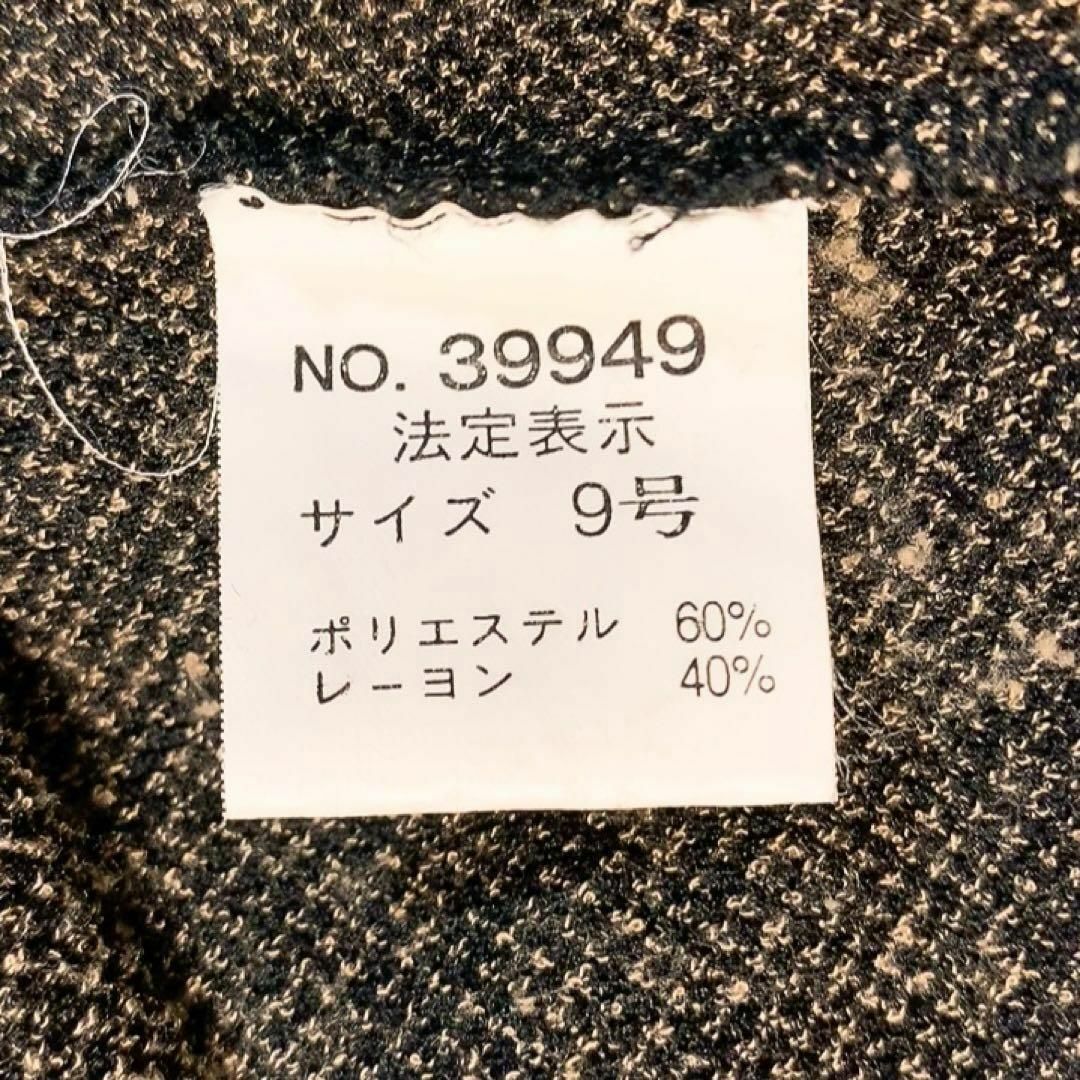 NO. 39949
法定表示
サイズ 9号
ポリエステル 60%
レーヨン 40%